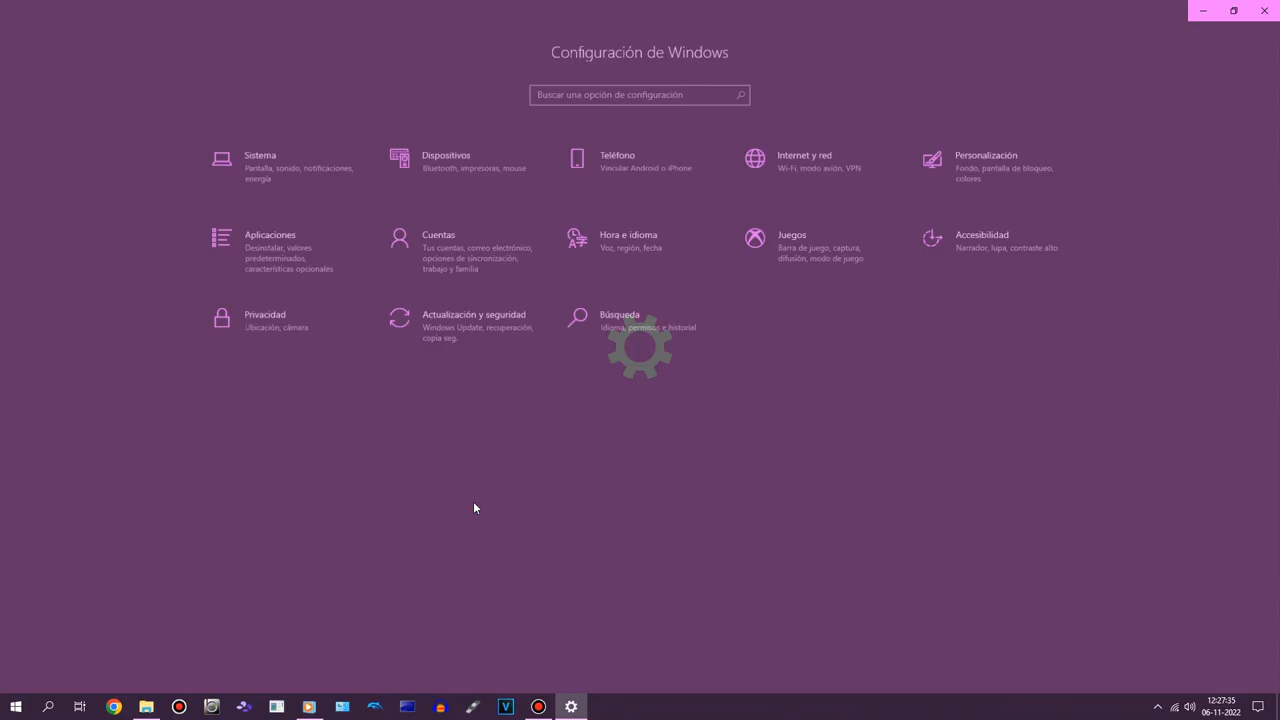 Configuración de Windows
Buscar una opción de configuración
Sistema
Pantalla, sonido, notificaciones,
energía
Dispositivos
Bluetooth, impresoras, mouse
Teléfono
Vincular Android o iPhone
Internet y red
Wi-Fi, modo avión, VPN
Personalización
Fondo, pantalla de bloqueo,
colores
Aplicaciones
Desinstalar, valores
predeterminados,
características opcionales
Cuentas
Tus cuentas, correo electrónico,
opciones de sincronización,
trabajo y familia
Hora e idioma
Voz, región, fecha
Juegos
Barra de juego, captura,
difusión, modo de juego
Accesibilidad
Narrador, lupa, contraste alto
Privacidad
Ubicación, cámara
Actualización y seguridad
Windows Update, recuperación,
copia seg.
Búsqueda
Idioma, permisos e historial
V
12:27:35
06-11-2022